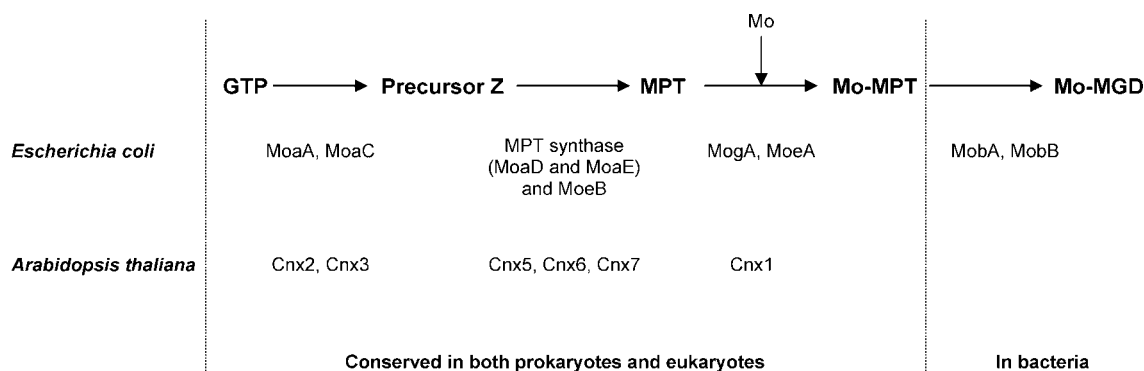 Mo
GTP Precursor Z MPT Mo-MPT Mo-MGD
Escherichia coli MoaA, MoaC MPT synthase MogA, MoeA MobA, MobB
(MoaD and MoaE)
and MoeB
Arabidopsis thaliana Cnx2, Cnx3 Cnx5, Cnx6, Cnx7 Cnx1
Conserved in both prokaryotes and eukaryotes In bacteria